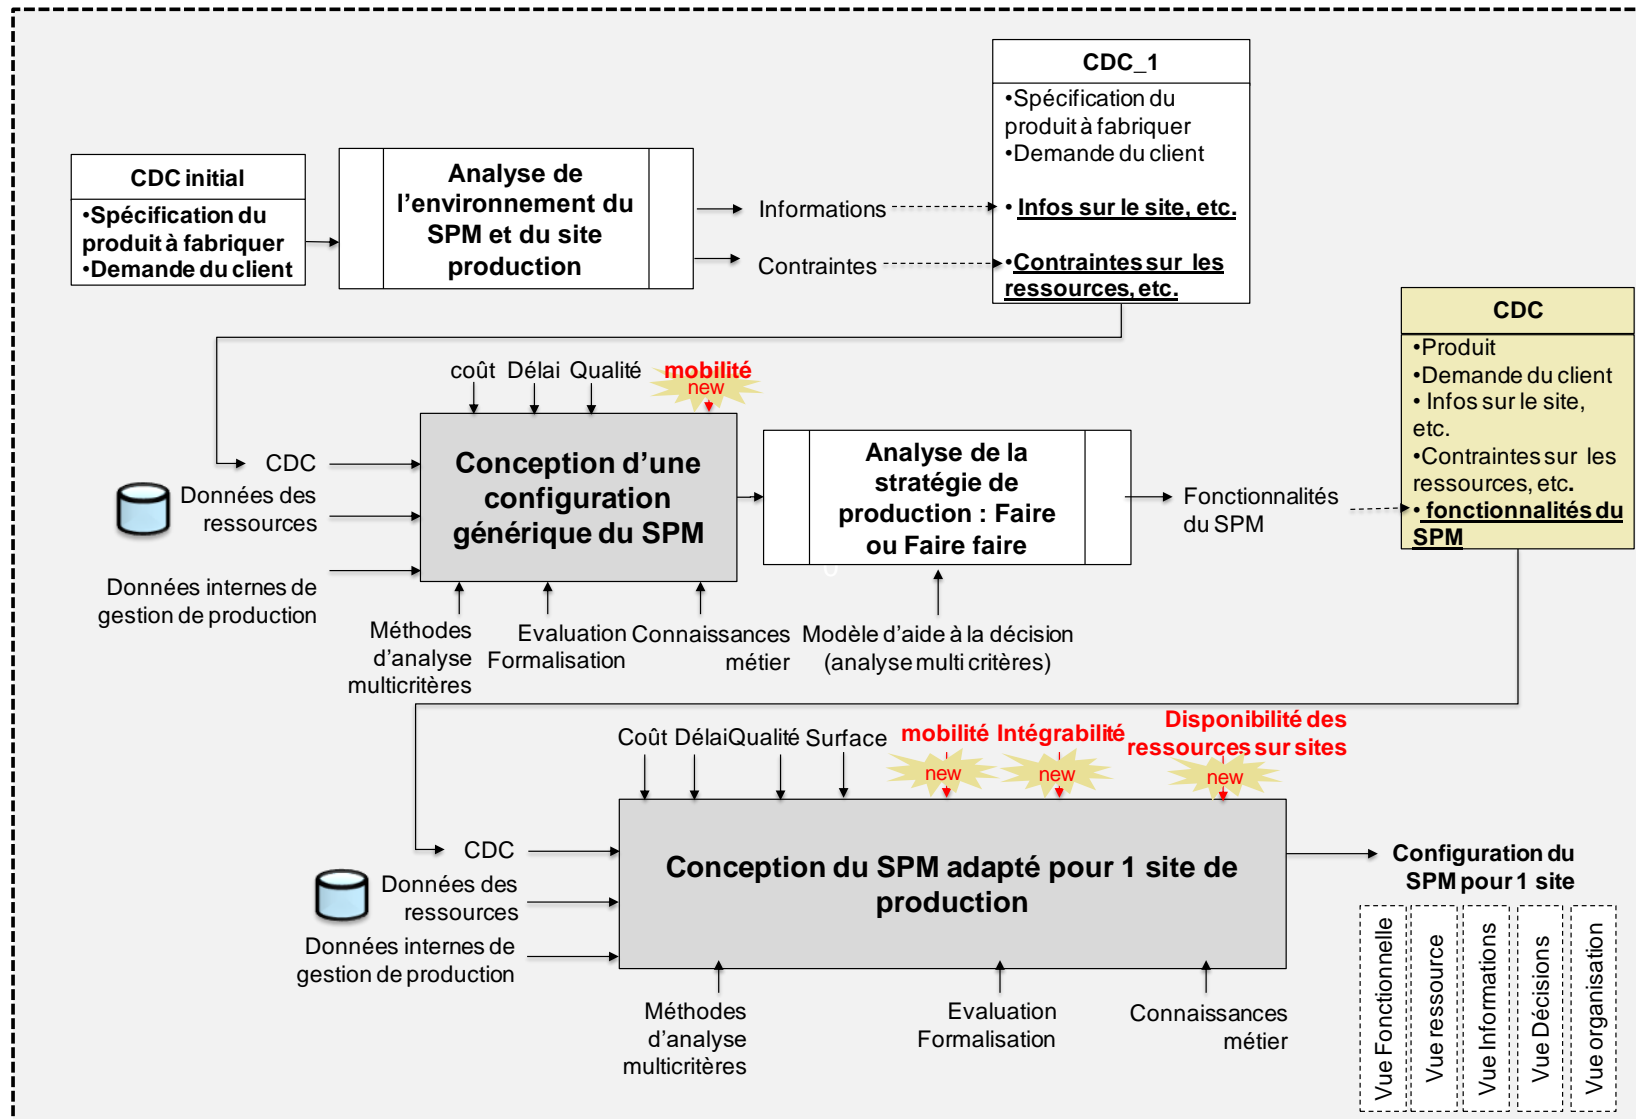 CDC_1
•Spécification du
produit à fabriquer
•Demande du client
• Infos sur le site, etc.
•Contraintes sur les
ressources, etc.
CDC initial
•Spécification du
produit à fabriquer
•Demande du client
Analyse de
l'environnement du
SPM et du site
production
Informations
Contraintes
CDC
•Produit
•Demande du client
• Infos sur le site,
etc.
•Contraintes sur les
ressources, etc.
• fonctionnalités du
SPM
coût
Délai
Qualité
mobilité
new
CDC
Données des
ressources
Données internes de
gestion de production
Conception d'une
configuration
générique du SPM
Analyse de la
stratégie de
production : Faire
ou Faire faire
Fonctionnalités
du SPM
Méthodes
d'analyse
multicritères
Evaluation
Formalisation
Connaissances
métier
Modèle d'aide à la décision
(analyse multi critères)
Coût
Délai
Qualité
Surface
mobilité
new
Intégrabilité
new
Disponibilité des
ressources sur sites
new
CDC
Données des
ressources
Données internes de
gestion de production
Conception du SPM adapté pour 1 site de
production
Configuration du
SPM pour 1 site
Méthodes
d'analyse
multicritères
Evaluation
Formalisation
Connaissances
métier
Vue Fonctionnelle
Vue ressource
Vue Informations
Vue Décisions
Vue organisation